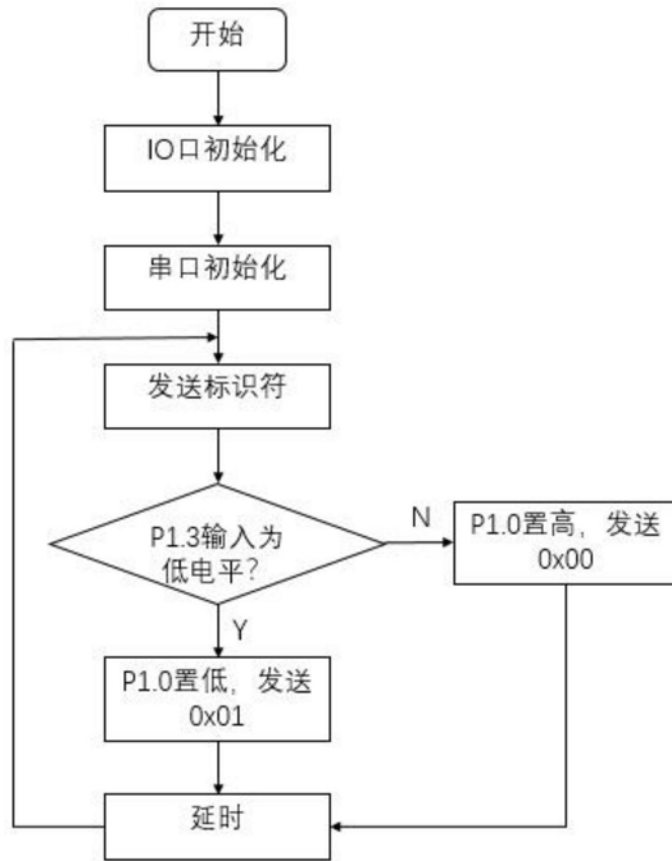 开始
IO口初始化
串口初始化
发送标识符
P1.3输入为
低电平?
N
P1.0置高，发送
0x00
Y
P1.0置低，发送
0x01
延时